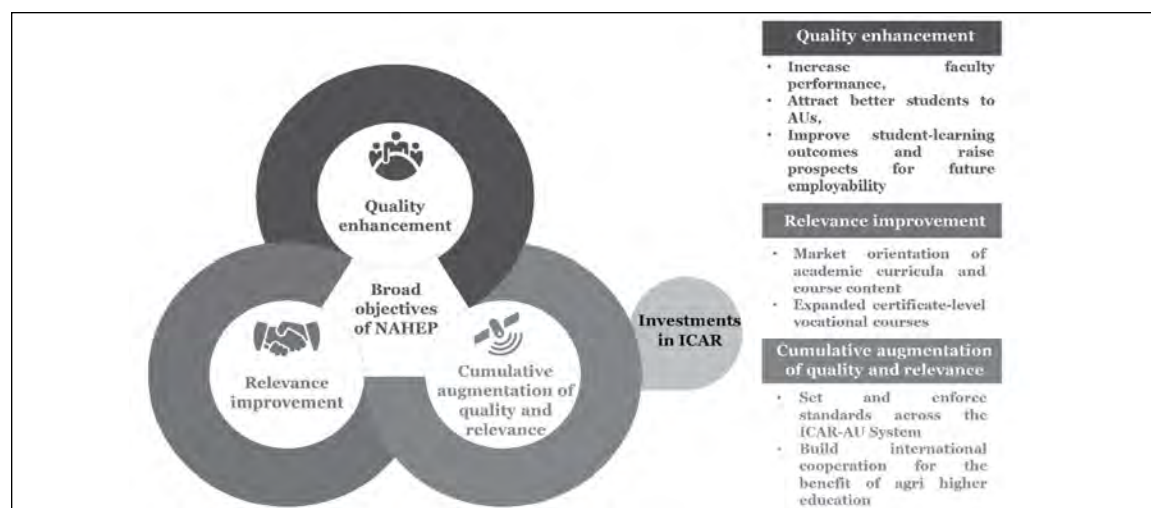 Quality
enhancement
Broad
objectives
of NAHEP
Relevance
improvement
Cumulative
augmentation of
quality and
relevance
Investments
in ICAR
Quality enhancement
• Increase faculty
performance,
• Attract better students to
AUs,
• Improve student-learning
outcomes and raise
prospects for future
employability
Relevance improvement
• Market orientation of
academic curricula and
course content
• Expanded certificate-level
vocational courses
Cumulative augmentation
of quality and relevance
• Set and enforce
standards across the
ICAR-AU System
• Build international
cooperation for the
benefit of agri higher
education